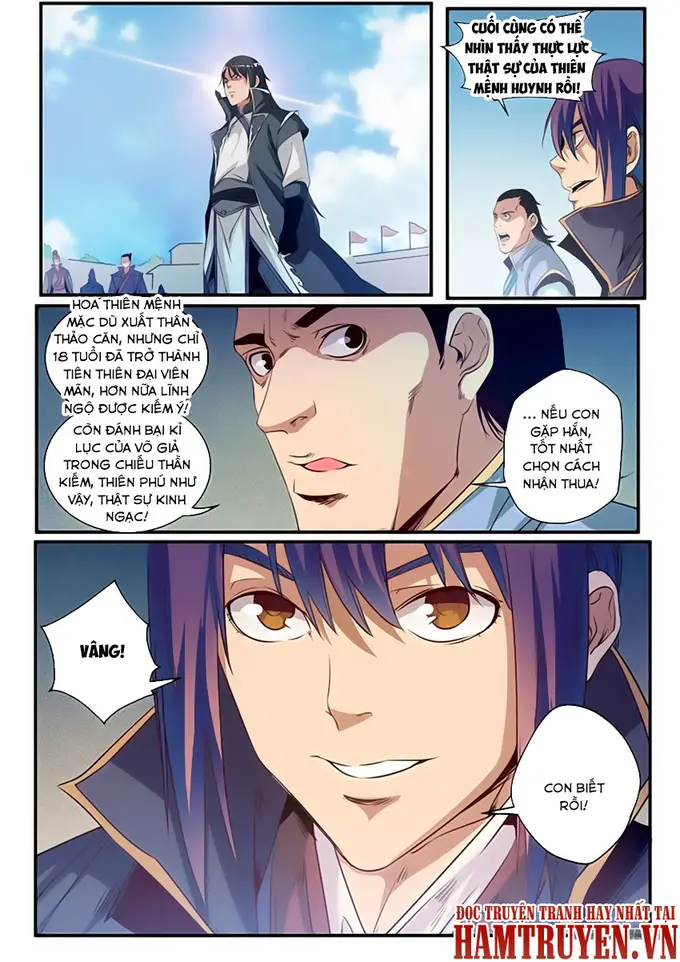 CUỐI CÙNG CÓ THỂ
NHÌN THẤY THỰC LỰC
THẬT SỰ CỦA THIÊN
MỆNH HUYNH RỒI!
HOA THIÊN MỆNH
MẶC DÙ XUẤT THÂN
THẢO CĂN, NHƯNG CHỈ
18 TUỔI ĐÃ TRỞ THÀNH
TIÊN THIÊN ĐẠI VIÊN
MÃN, HƠN NỮA LĨNH
NGỘ ĐƯỢC KIẾM Ý!
CÒN ĐÁNH BẠI KỈ
LỤC CỦA VÕ GIẢ
TRONG CHIẾU THẦN
KIẾM, THIÊN PHÚ NHƯ
VẬY, THẬT SỰ KINH
NGẠC!
... NẾU CON
GẶP HẮN,
TỐT NHẤT
CHỌN CÁCH
NHẬN THUA!
VÂNG!
CON BIẾT
RỒI!
ĐỌC TRUYỆN TRANH HAY NHẤT TẠI
HAMTRUYEN.VN